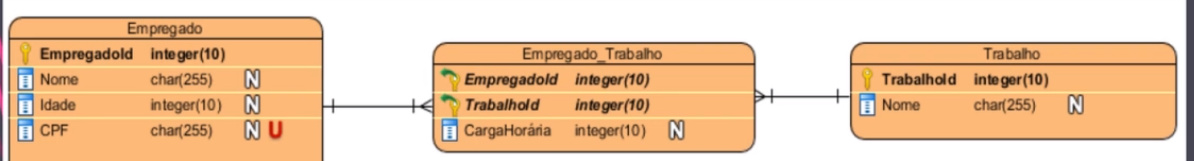 Empregado
EmpregadoId integer(10)
Nome char(255) N
Idade integer(10) N
CPF char(255) N U
Empregado_Trabalho
EmpregadoId integer(10)
TrabalhoId integer(10)
CargaHorária integer(10) N
Trabalho
TrabalhoId integer(10)
Nome char(255) N